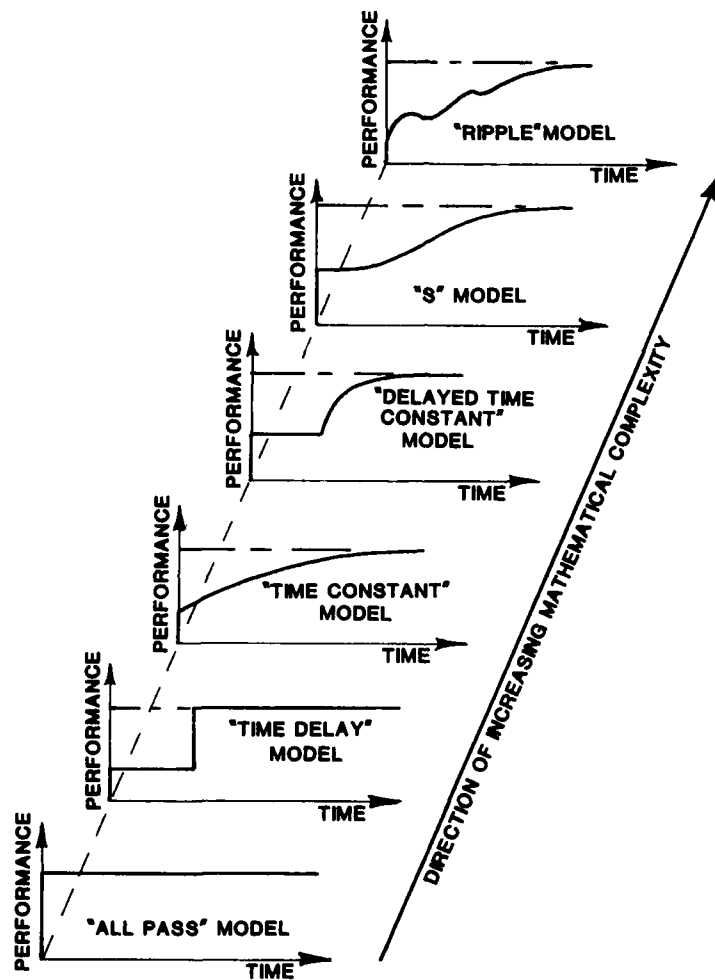 PERFORMANCE
"RIPPLE" MODEL
TIME
PERFORMANCE
"S" MODEL
TIME
PERFORMANCE
"DELAYED TIME
CONSTANT"
MODEL
TIME
PERFORMANCE
"TIME CONSTANT"
MODEL
TIME
PERFORMANCE
"TIME DELAY"
MODEL
TIME
PERFORMANCE
"ALL PASS" MODEL
TIME
DIRECTION OF INCREASING MATHEMATICAL COMPLEXITY